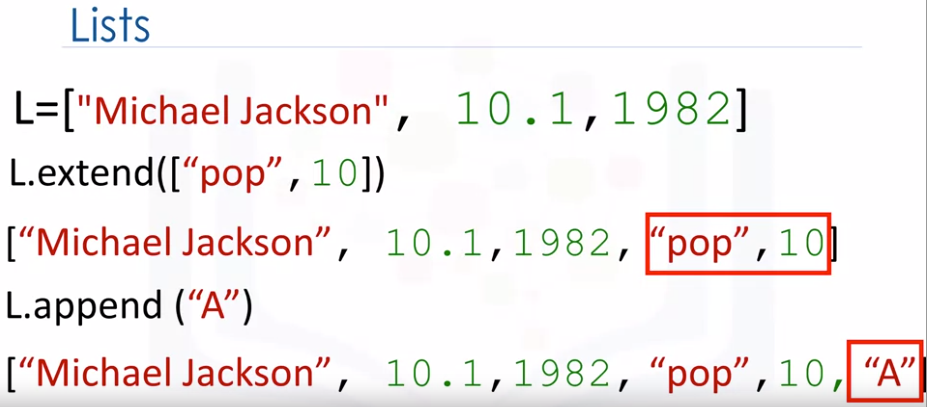 Lists
L=["Michael Jackson", 10.1,1982]
L.extend([“pop”,10])
[“Michael Jackson”, 10.1,1982, “pop”,10]
L.append (“A”)
[“Michael Jackson”, 10.1,1982, “pop”,10, “A”]